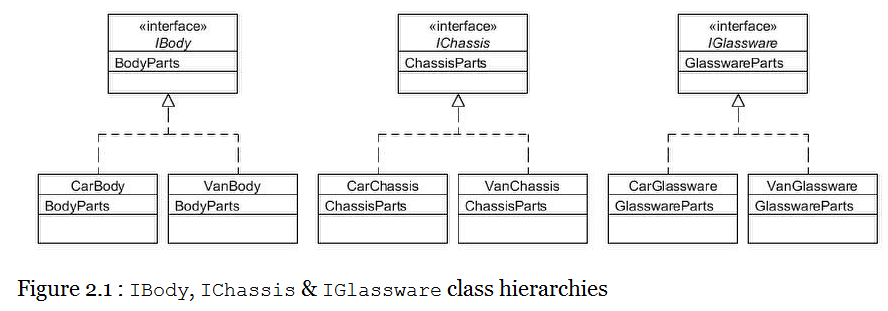 «interface»
IBody
BodyParts
«interface»
IChassis
ChassisParts
«interface»
IGlassware
GlasswareParts
CarBody
BodyParts
VanBody
BodyParts
CarChassis
ChassisParts
VanChassis
ChassisParts
CarGlassware
GlasswareParts
VanGlassware
GlasswareParts
Figure 2.1 : IBody, IChassis & IGlassware class hierarchies